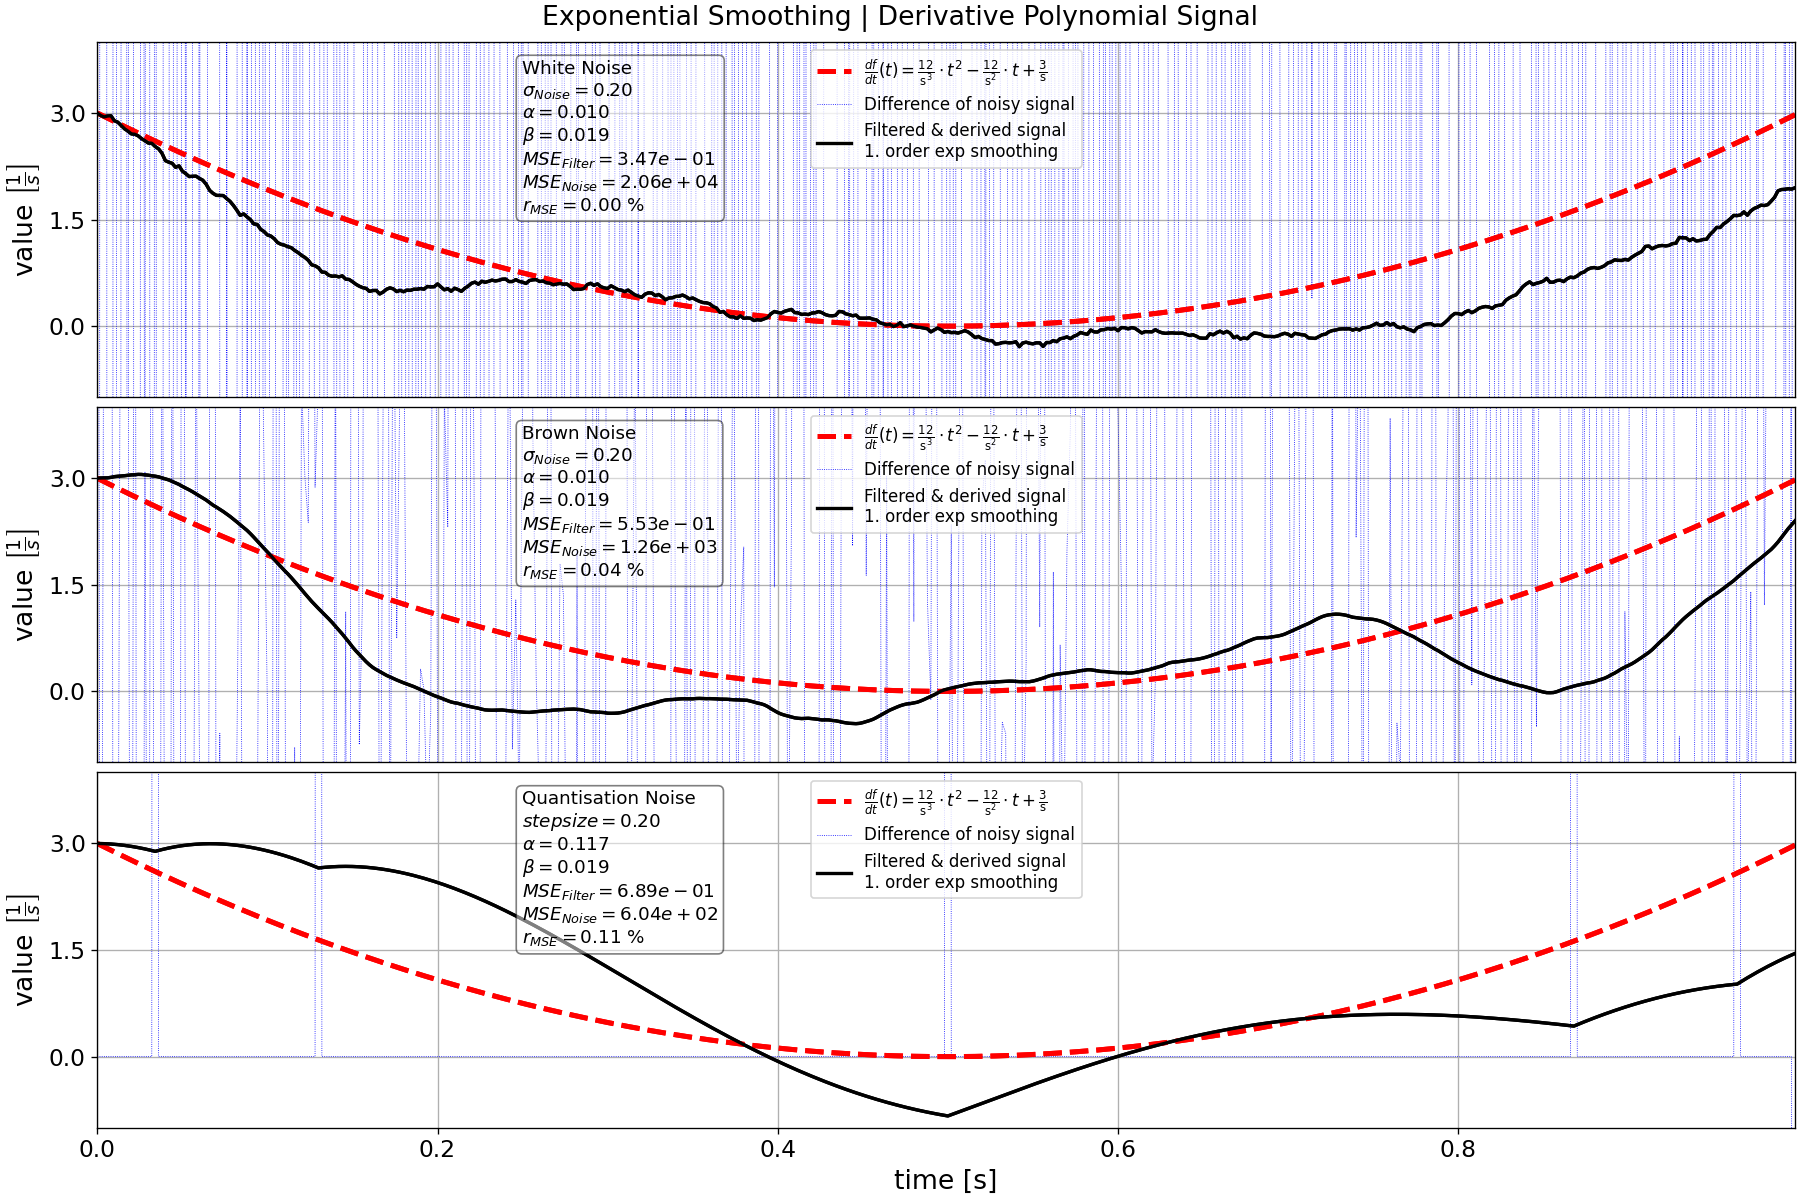 Exponential Smoothing | Derivative Polynomial Signal
value [1/s]
3.0
1.5
0.0
White Noise
σ_Noise = 0.20
α = 0.010
β = 0.019
MSE_Filter = 3.47e − 01
MSE_Noise = 2.06e + 04
r_MSE = 0.00 %
df/dt(t) = 12/s³ · t² − 12/s² · t + 3/s
Difference of noisy signal
Filtered & derived signal
1. order exp smoothing
value [1/s]
3.0
1.5
0.0
Brown Noise
σ_Noise = 0.20
α = 0.010
β = 0.019
MSE_Filter = 5.53e − 01
MSE_Noise = 1.26e + 03
r_MSE = 0.04 %
df/dt(t) = 12/s³ · t² − 12/s² · t + 3/s
Difference of noisy signal
Filtered & derived signal
1. order exp smoothing
value [1/s]
3.0
1.5
0.0
Quantisation Noise
stepsize = 0.20
α = 0.117
β = 0.019
MSE_Filter = 6.89e − 01
MSE_Noise = 6.04e + 02
r_MSE = 0.11 %
df/dt(t) = 12/s³ · t² − 12/s² · t + 3/s
Difference of noisy signal
Filtered & derived signal
1. order exp smoothing
0.0 0.2 0.4 0.6 0.8
time [s]